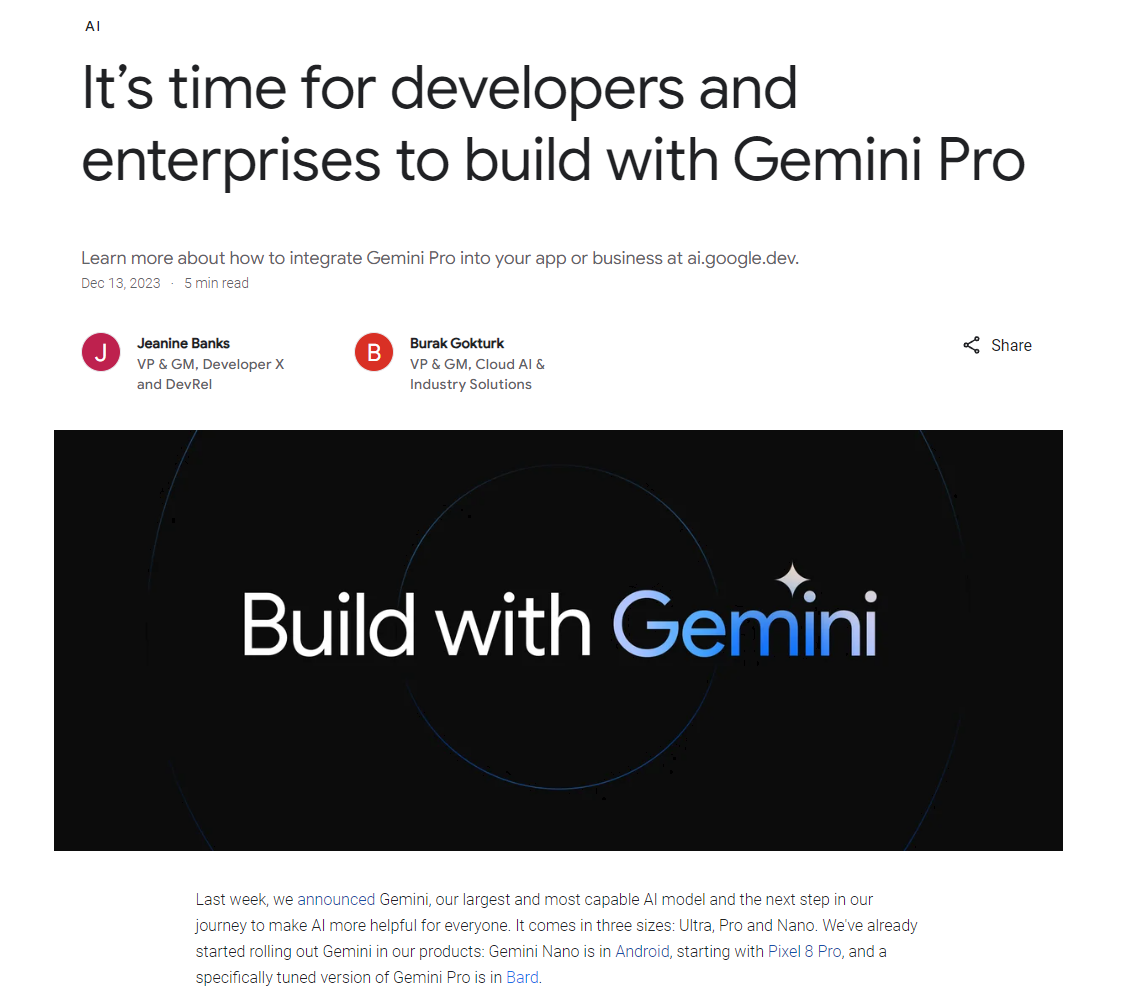 AI
It’s time for developers and
enterprises to build with Gemini Pro
Learn more about how to integrate Gemini Pro into your app or business at ai.google.dev.
Dec 13, 2023 · 5 min read
J
Jeanine Banks
VP & GM, Developer X
and DevRel
B
Burak Gokturk
VP & GM, Cloud AI &
Industry Solutions
Share
Build with Gemini
Last week, we announced Gemini, our largest and most capable AI model and the next step in our
journey to make AI more helpful for everyone. It comes in three sizes: Ultra, Pro and Nano. We've already
started rolling out Gemini in our products: Gemini Nano is in Android, starting with Pixel 8 Pro, and a
specifically tuned version of Gemini Pro is in Bard.